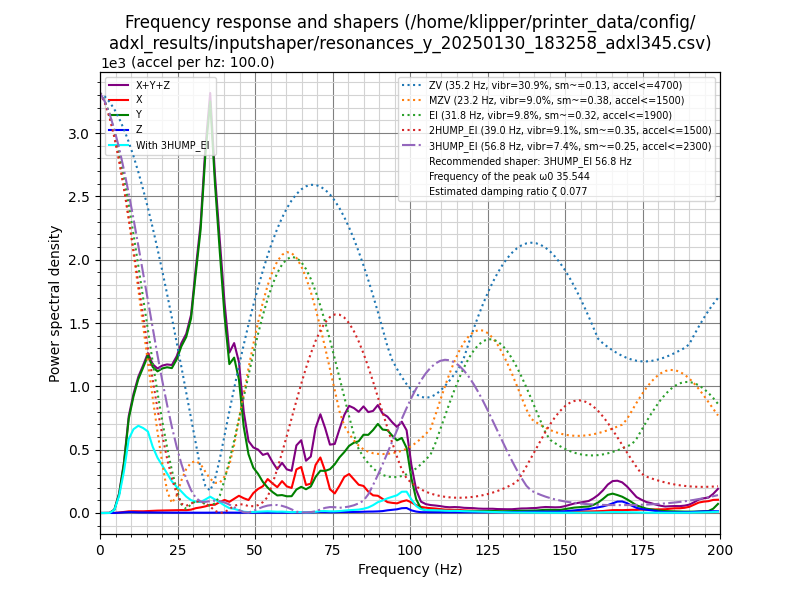 Frequency response and shapers (/home/klipper/printer_data/config/
adxl_results/inputshaper/resonances_y_20250130_183258_adxl345.csv)
1e3 (accel per hz: 100.0)
X+Y+Z
X
Y
Z
With 3HUMP_EI
ZV (35.2 Hz, vibr=30.9%, sm~=0.13, accel<=4700)
MZV (23.2 Hz, vibr=9.0%, sm~=0.38, accel<=1500)
EI (31.8 Hz, vibr=9.8%, sm~=0.32, accel<=1900)
2HUMP_EI (39.0 Hz, vibr=9.1%, sm~=0.35, accel<=1500)
3HUMP_EI (56.8 Hz, vibr=7.4%, sm~=0.25, accel<=2300)
Recommended shaper: 3HUMP_EI 56.8 Hz
Frequency of the peak ω0 35.544
Estimated damping ratio ζ 0.077
Power spectral density
3.0
2.5
2.0
1.5
1.0
0.5
0.0
0 25 50 75 100 125 150 175 200
Frequency (Hz)